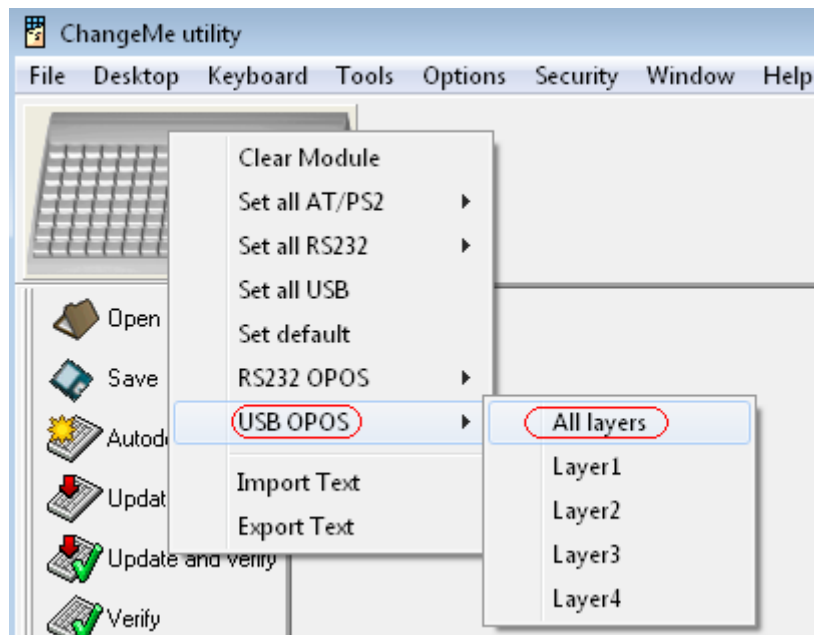 ChangeMe utility
File Desktop Keyboard Tools Options Security Window Help
Clear Module
Set all AT/PS2
Set all RS232
Set all USB
Set default
RS232 OPOS
USB OPOS
Import Text
Export Text
All layers
Layer1
Layer2
Layer3
Layer4
Open
Save
Autod
Updat
Update and verify
Verify